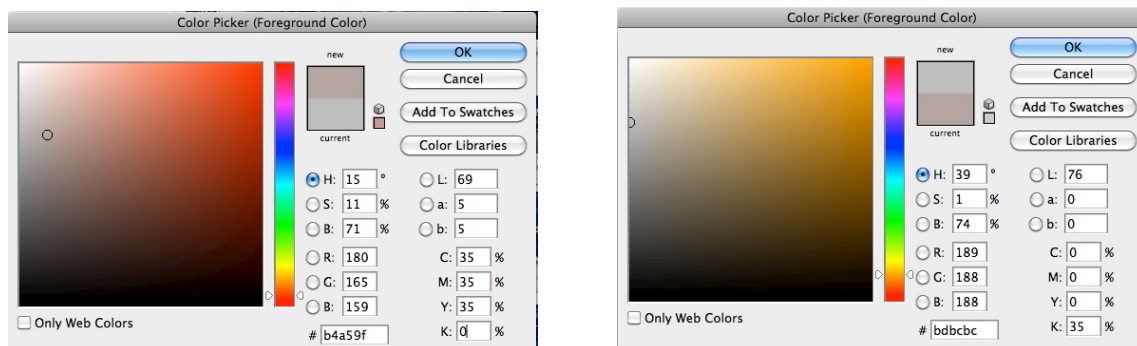 Color Picker (Foreground Color)
new
current
OK
Cancel
Add To Swatches
Color Libraries
H: 15 °
S: 11 %
B: 71 %
R: 180
G: 165
B: 159
# b4a59f
L: 69
a: 5
b: 5
C: 35 %
M: 35 %
Y: 35 %
K: 0 %
Only Web Colors
Color Picker (Foreground Color)
new
current
OK
Cancel
Add To Swatches
Color Libraries
H: 39 °
S: 1 %
B: 74 %
R: 189
G: 188
B: 188
# bdbcbc
L: 76
a: 0
b: 0
C: 0 %
M: 0 %
Y: 0 %
K: 35 %
Only Web Colors